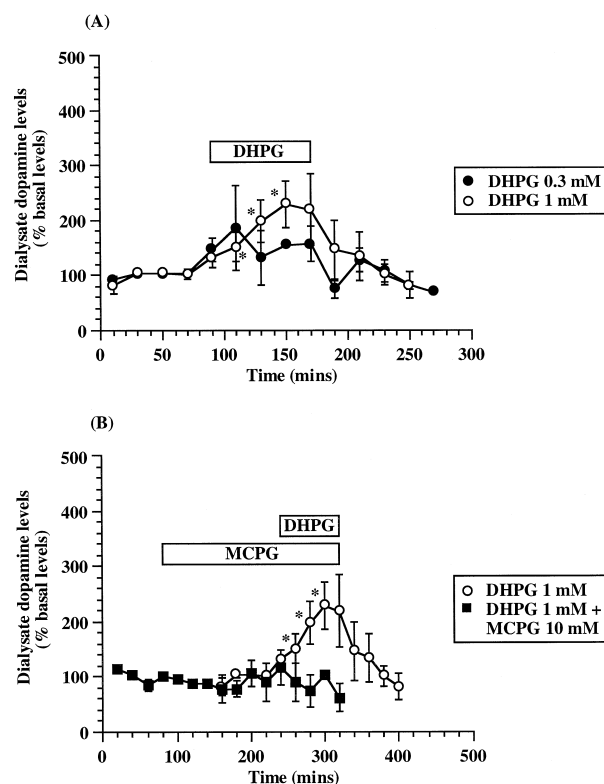 (A)
500
400
300
200
100
0
Dialysate dopamine levels
(% basal levels)
DHPG
*
*
*
DHPG 0.3 mM
DHPG 1 mM
0 50 100 150 200 250 300
Time (mins)
(B)
500
400
300
200
100
0
Dialysate dopamine levels
(% basal levels)
DHPG
MCPG
*
*
*
DHPG 1 mM
DHPG 1 mM +
MCPG 10 mM
0 100 200 300 400 500
Time (mins)